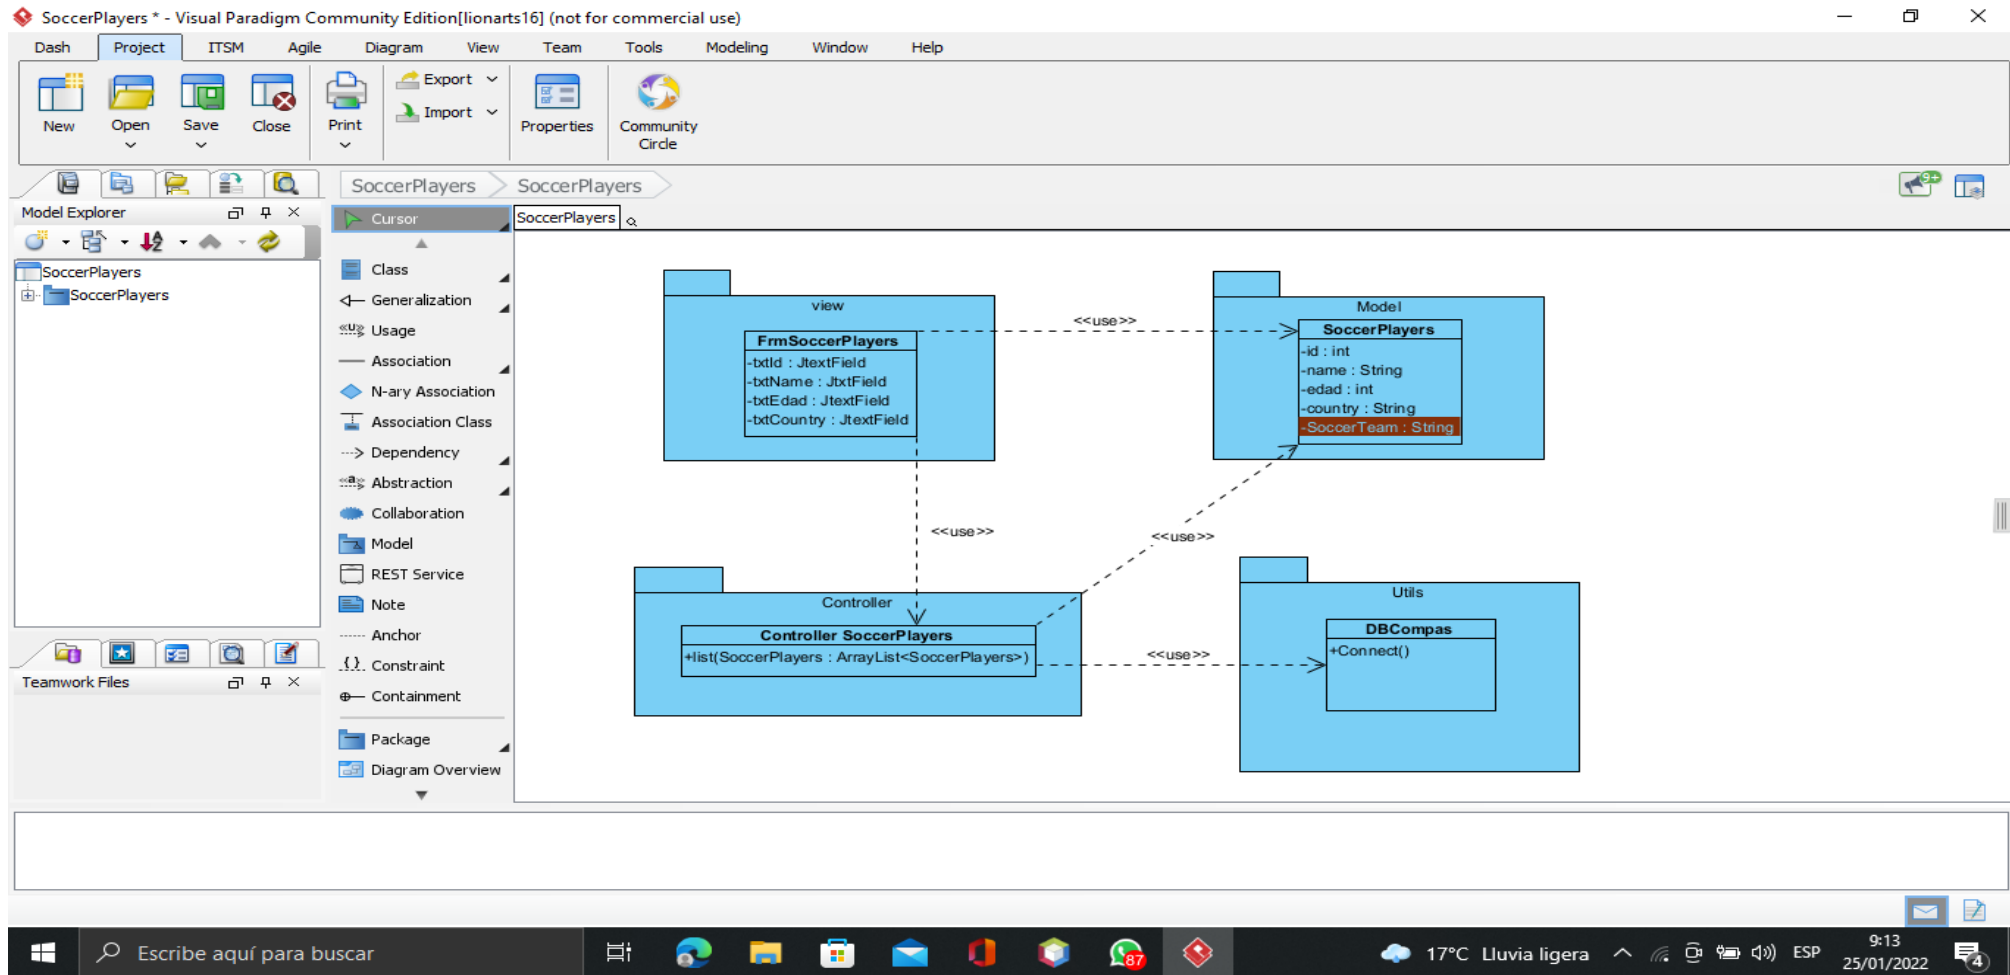 SoccerPlayers * - Visual Paradigm Community Edition[lionarts16] (not for commercial use)
Dash Project ITSM Agile Diagram View Team Tools Modeling Window Help
New Open Save Close Print Export Import Properties Community Circle
SoccerPlayers SoccerPlayers
9+
Model Explorer
SoccerPlayers
SoccerPlayers
Cursor
Class
Generalization
Usage
Association
N-ary Association
Association Class
Dependency
Abstraction
Collaboration
Model
REST Service
Note
Anchor
Constraint
Containment
Package
Diagram Overview
Teamwork Files
SoccerPlayers
view
FrmSoccerPlayers
-txtId : JtextField
-txtName : JtxtField
-txtEdad : JtextField
-txtCountry : JtextField
<<use>>
Model
SoccerPlayers
-id : int
-name : String
-edad : int
-country : String
-SoccerTeam : String
<<use>>
<<use>>
Controller
Controller SoccerPlayers
+list(SoccerPlayers : ArrayList<SoccerPlayers>)
<<use>>
Utils
DBCompas
+Connect()
Escribe aquí para buscar
87
17°C Lluvia ligera
ESP
9:13
25/01/2022
4